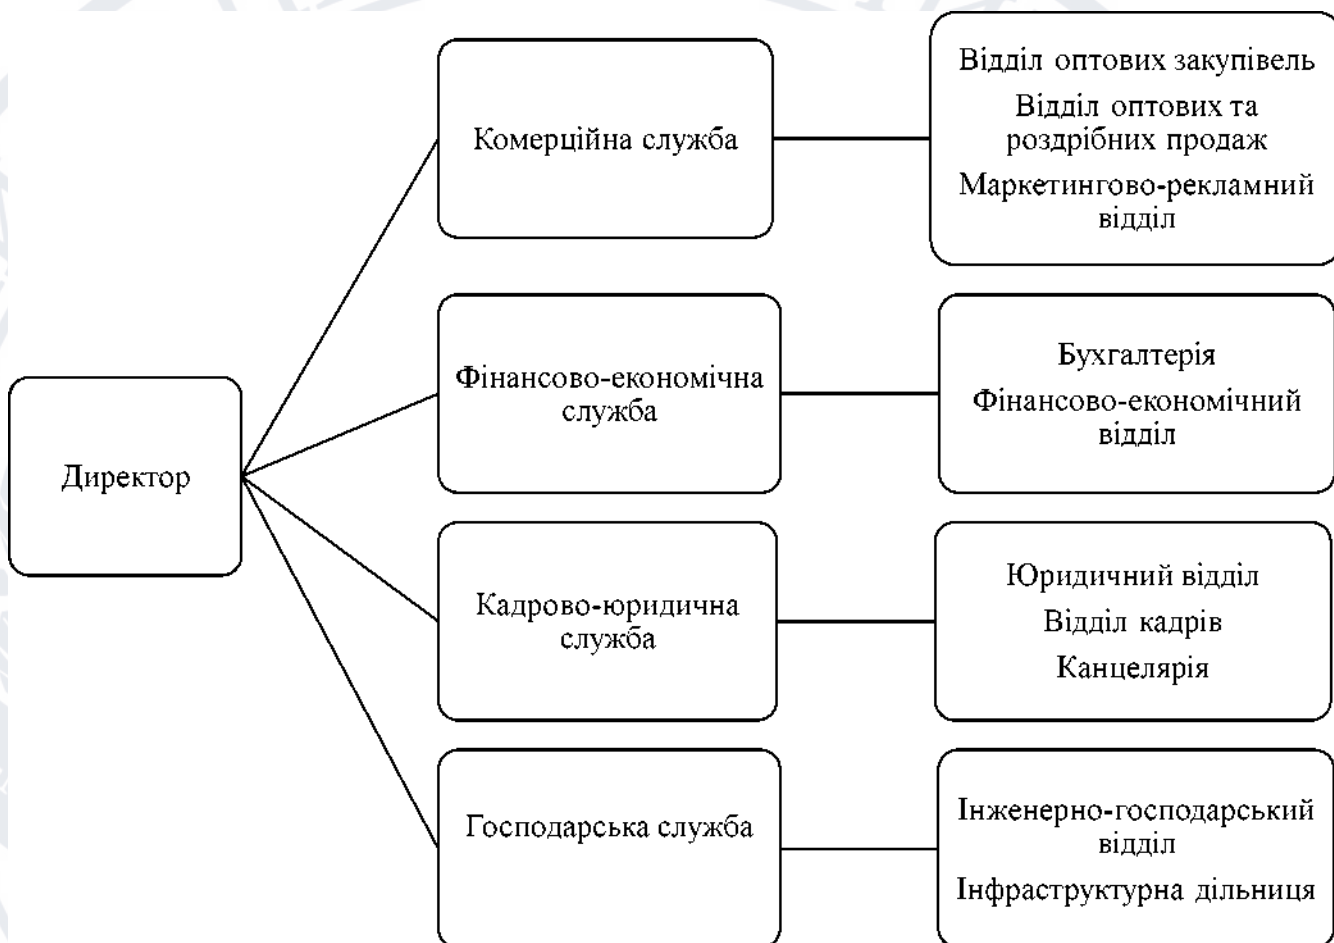 Директор
Комерційна служба
Відділ оптових закупівель
Відділ оптових та
роздрібних продаж
Маркетингово-рекламний
відділ
Фінансово-економічна
служба
Бухгалтерія
Фінансово-економічний
відділ
Кадрово-юридична
служба
Юридичний відділ
Відділ кадрів
Канцелярія
Господарська служба
Інженерно-господарський
відділ
Інфраструктурна дільниця